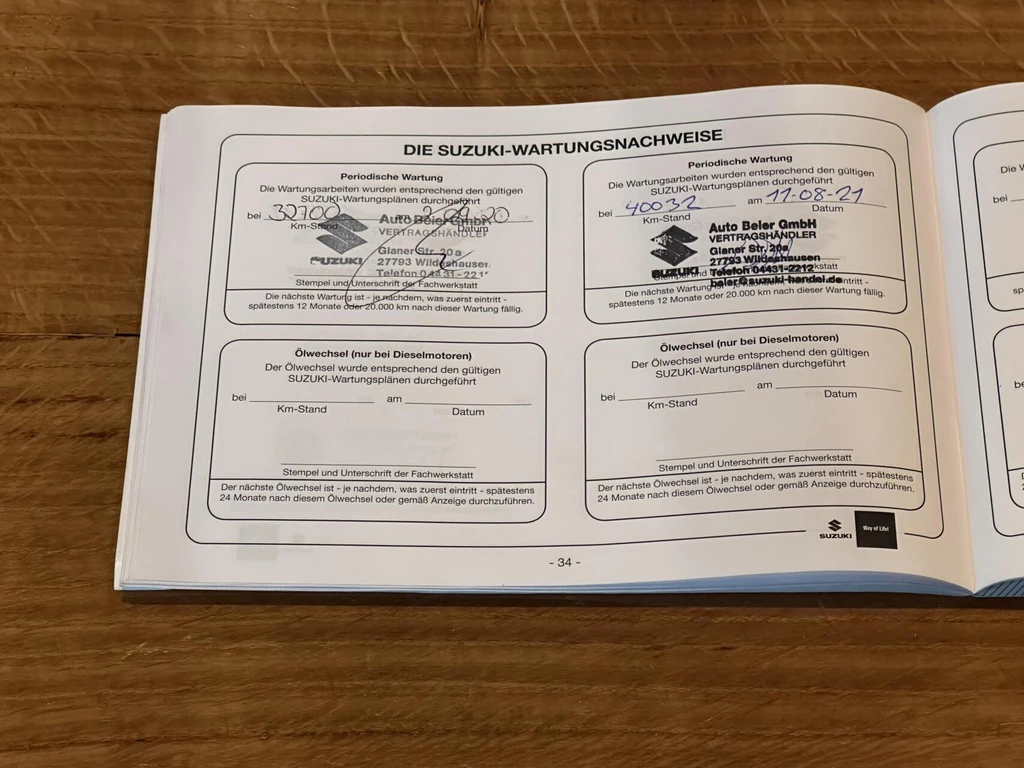 DIE SUZUKI-WARTUNGSNACHWEISE
Periodische Wartung
Die Wartungsarbeiten wurden entsprechend den gültigen
SUZUKI-Wartungsplänen durchgeführt
bei 32700 am
Km-Stand Datum
Auto Beier GmbH
VERTRAGSHÄNDLER
Glaner Str. 20a
27793 Wildeshausen
SUZUKI Telefon 04431-221
Stempel und Unterschrift der Fachwerkstatt
Die nächste Wartung ist - je nachdem, was zuerst eintritt -
spätestens 12 Monate oder 20.000 km nach dieser Wartung fällig.
Periodische Wartung
Die Wartungsarbeiten wurden entsprechend den gültigen
SUZUKI-Wartungsplänen durchgeführt
bei 40032 am 11-08-21
Km-Stand Datum
Auto Beier GmbH
VERTRAGSHÄNDLER
Glaner Str. 20a
27793 Wildeshausen
SUZUKI Telefon 04431-2212
beier@suzuki-handel.de
Stempel und kstatt
Die nächste Wartung ist - je nachdem, was zuerst eintritt -
spätestens 12 Monate oder 20.000 km nach dieser Wartung fällig.
Ölwechsel (nur bei Dieselmotoren)
Der Ölwechsel wurde entsprechend den gültigen
SUZUKI-Wartungsplänen durchgeführt
bei am
Km-Stand Datum
Stempel und Unterschrift der Fachwerkstatt
Der nächste Ölwechsel ist - je nachdem, was zuerst eintritt - spätestens
24 Monate nach diesem Ölwechsel oder gemäß Anzeige durchzuführen.
Ölwechsel (nur bei Dieselmotoren)
Der Ölwechsel wurde entsprechend den gültigen
SUZUKI-Wartungsplänen durchgeführt
bei am
Km-Stand Datum
Stempel und Unterschrift der Fachwerkstatt
Der nächste Ölwechsel ist - je nachdem, was zuerst eintritt - spätestens
24 Monate nach diesem Ölwechsel oder gemäß Anzeige durchzuführen.
SUZUKI Way of Life!
- 34 -
Die W
bei